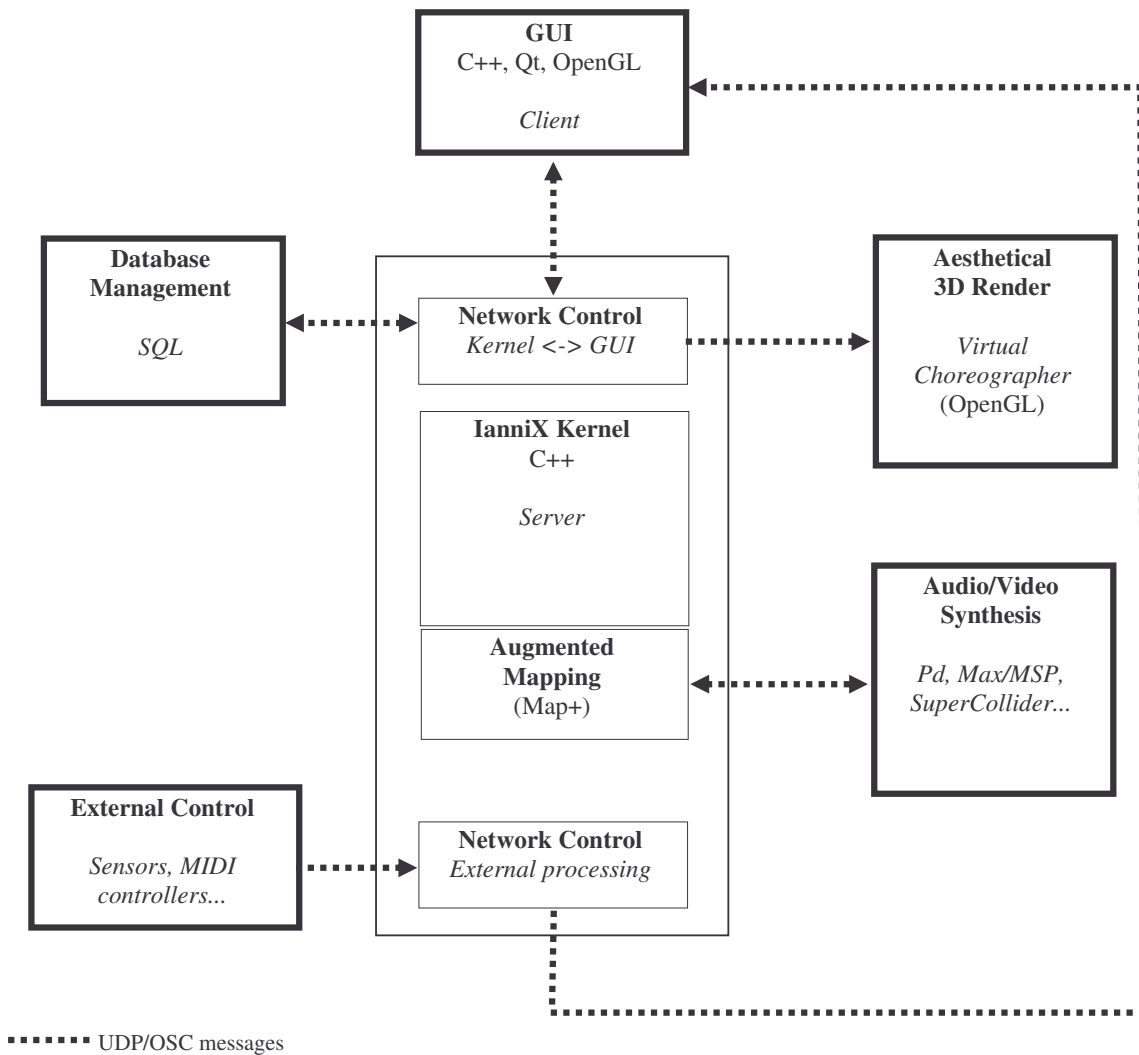 GUI
C++, Qt, OpenGL
Client
Database
Management
SQL
Network Control
Kernel <-> GUI
Aesthetical
3D Render
Virtual
Choreographer
(OpenGL)
IanniX Kernel
C++
Server
Augmented
Mapping
(Map+)
Audio/Video
Synthesis
Pd, Max/MSP,
SuperCollider...
External Control
Sensors, MIDI
controllers...
Network Control
External processing
UDP/OSC messages